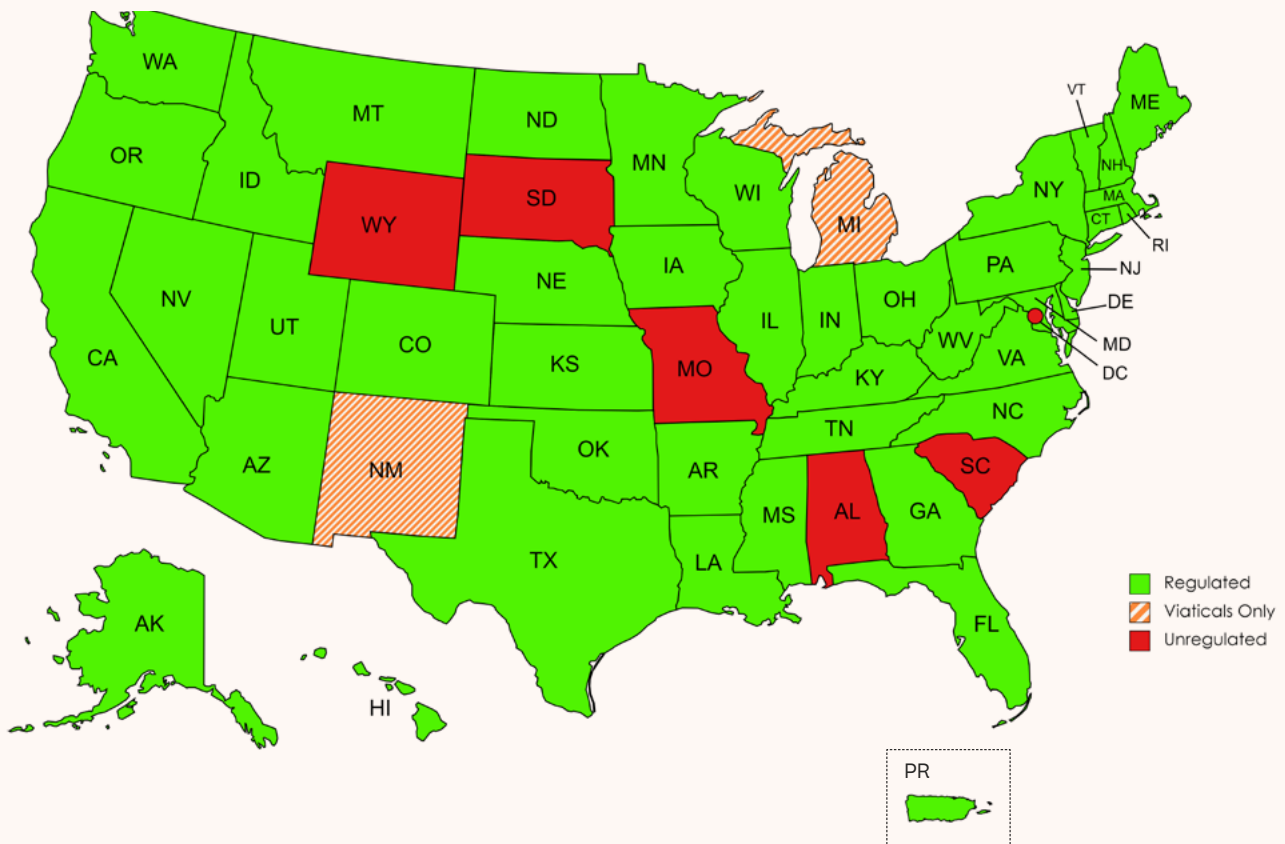 WA
MT
ND
MN
OR
ID
WY
SD
WI
MI
NY
VT
ME
NH
MA
CT
RI
NJ
DE
MD
DC
PA
IA
NE
NV
UT
CO
CA
IL
IN
OH
WV
VA
KS
MO
KY
NC
TN
AZ
NM
OK
AR
SC
MS
AL
GA
TX
LA
FL
AK
HI
PR
Regulated
Viaticals Only
Unregulated